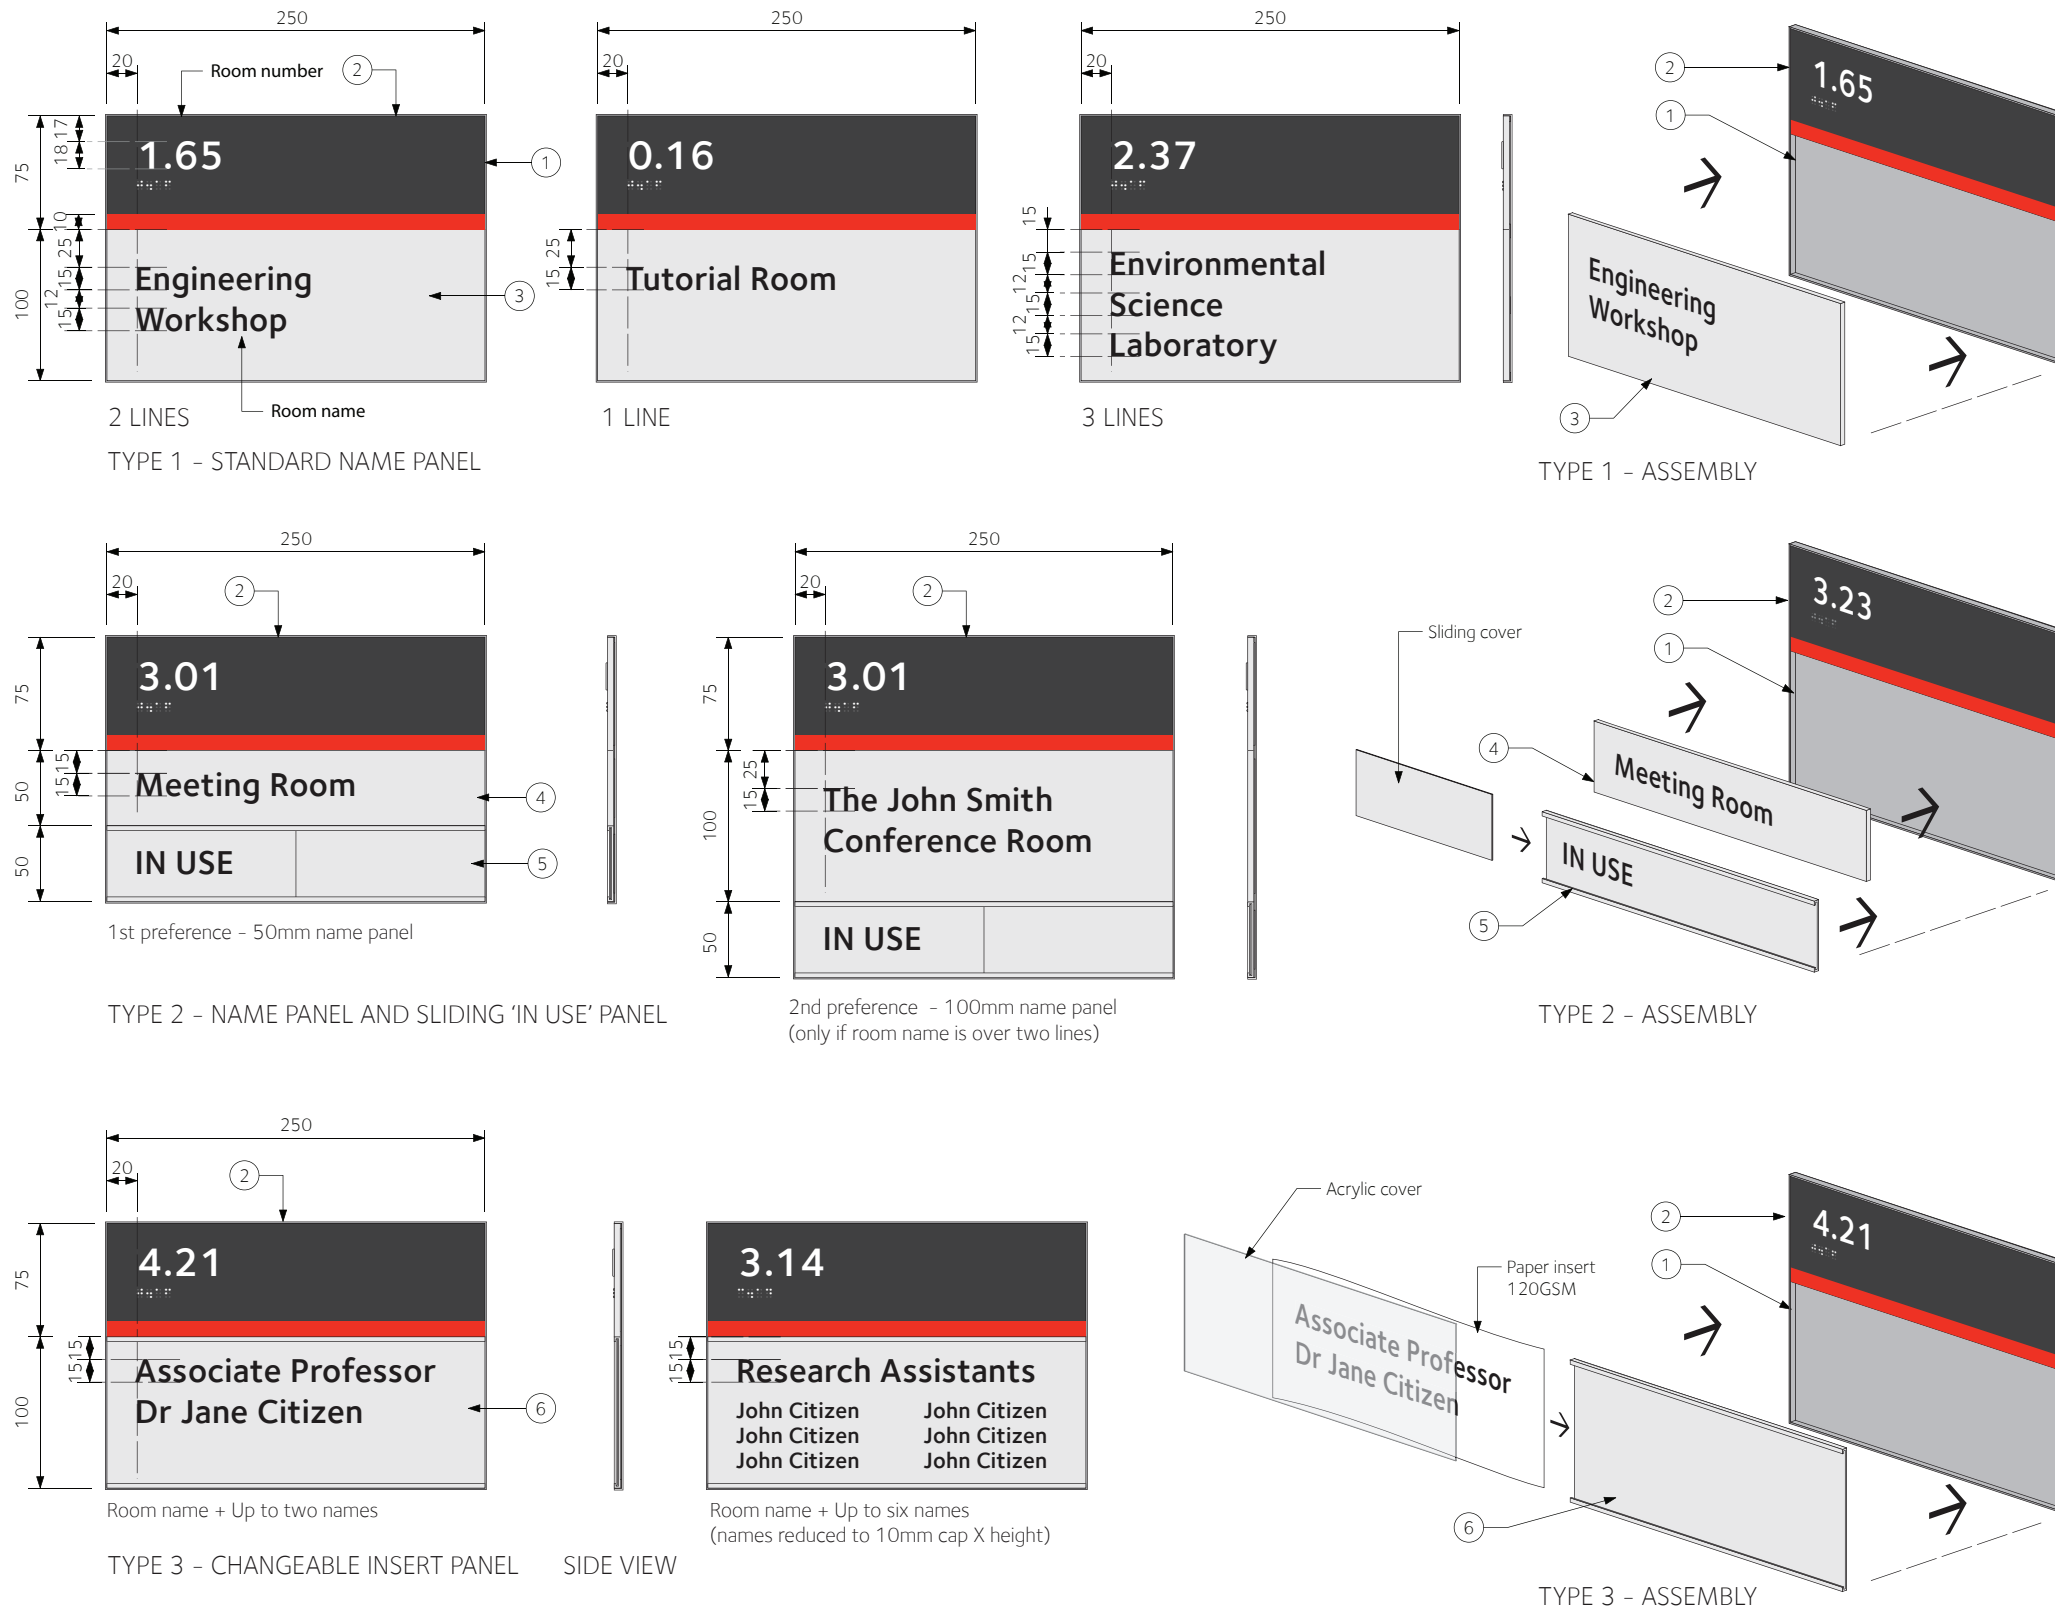 250
250
250
20
Room number
2
20
20
2
1
17
18
75
10
25
15
12
15
100
1.65
1
Engineering
Workshop
3
0.16
25
15
Tutorial Room
2.37
15
15
12
15
12
15
Environmental
Science
Laboratory
1.65
Engineering
Workshop
3
Room name
2 LINES
1 LINE
3 LINES
TYPE 1 – STANDARD NAME PANEL
TYPE 1 – ASSEMBLY
250
250
20
2
20
2
2
1
75
50
50
15
15
3.01
Meeting Room
4
IN USE
5
1st preference – 50mm name panel
75
100
50
25
15
3.01
The John Smith
Conference Room
IN USE
2nd preference – 100mm name panel
(only if room name is over two lines)
Sliding cover
3.23
4
Meeting Room
IN USE
5
TYPE 2 – NAME PANEL AND SLIDING ‘IN USE’ PANEL
TYPE 2 – ASSEMBLY
250
20
2
75
100
15
15
4.21
Associate Professor
Dr Jane Citizen
6
Room name + Up to two names
15
15
3.14
Research Assistants
John Citizen John Citizen
John Citizen John Citizen
John Citizen John Citizen
Room name + Up to six names
(names reduced to 10mm cap X height)
Acrylic cover
Paper insert
120GSM
2
1
4.21
Associate Professor
Dr Jane Citizen
6
TYPE 3 – CHANGEABLE INSERT PANEL
SIDE VIEW
TYPE 3 – ASSEMBLY